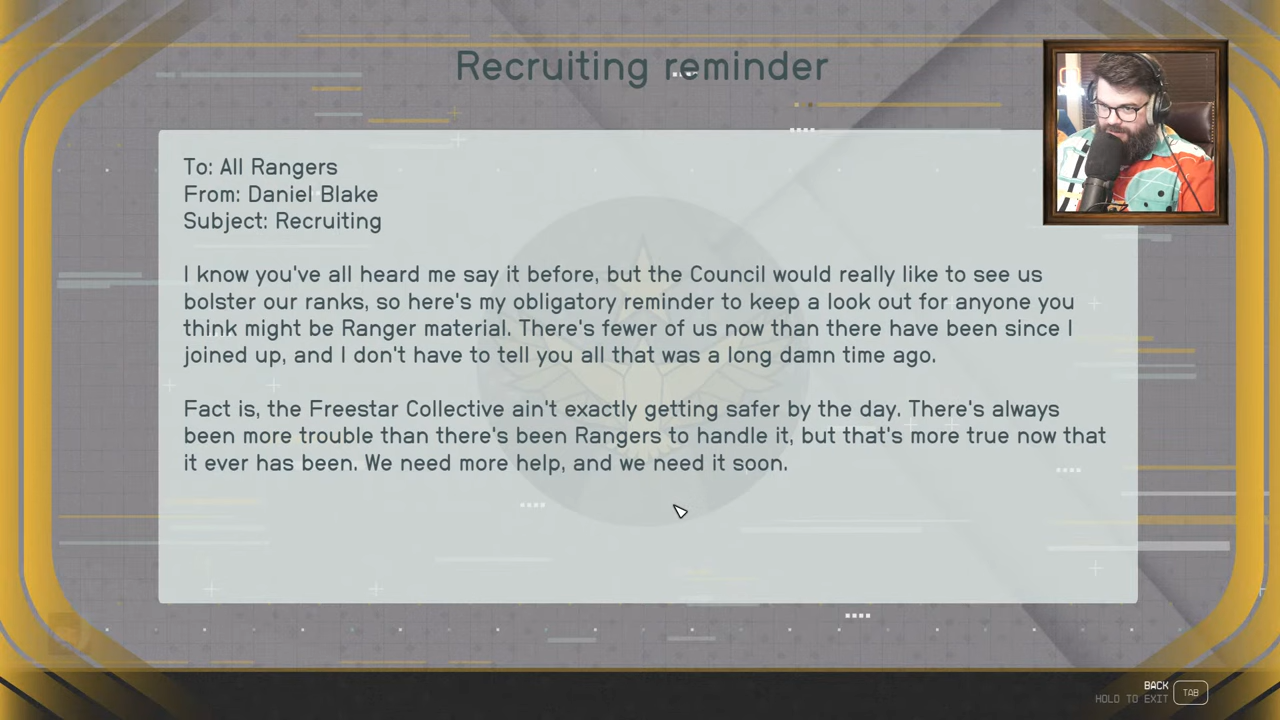 Recruiting reminder
To: All Rangers
From: Daniel Blake
Subject: Recruiting
I know you've all heard me say it before, but the Council would really like to see us
bolster our ranks, so here's my obligatory reminder to keep a look out for anyone you
think might be Ranger material. There's fewer of us now than there have been since I
joined up, and I don't have to tell you all that was a long damn time ago.
Fact is, the Freestar Collective ain't exactly getting safer by the day. There's always
been more trouble than there's been Rangers to handle it, but that's more true now that
it ever has been. We need more help, and we need it soon.
BACK
HOLD TO EXIT TAB